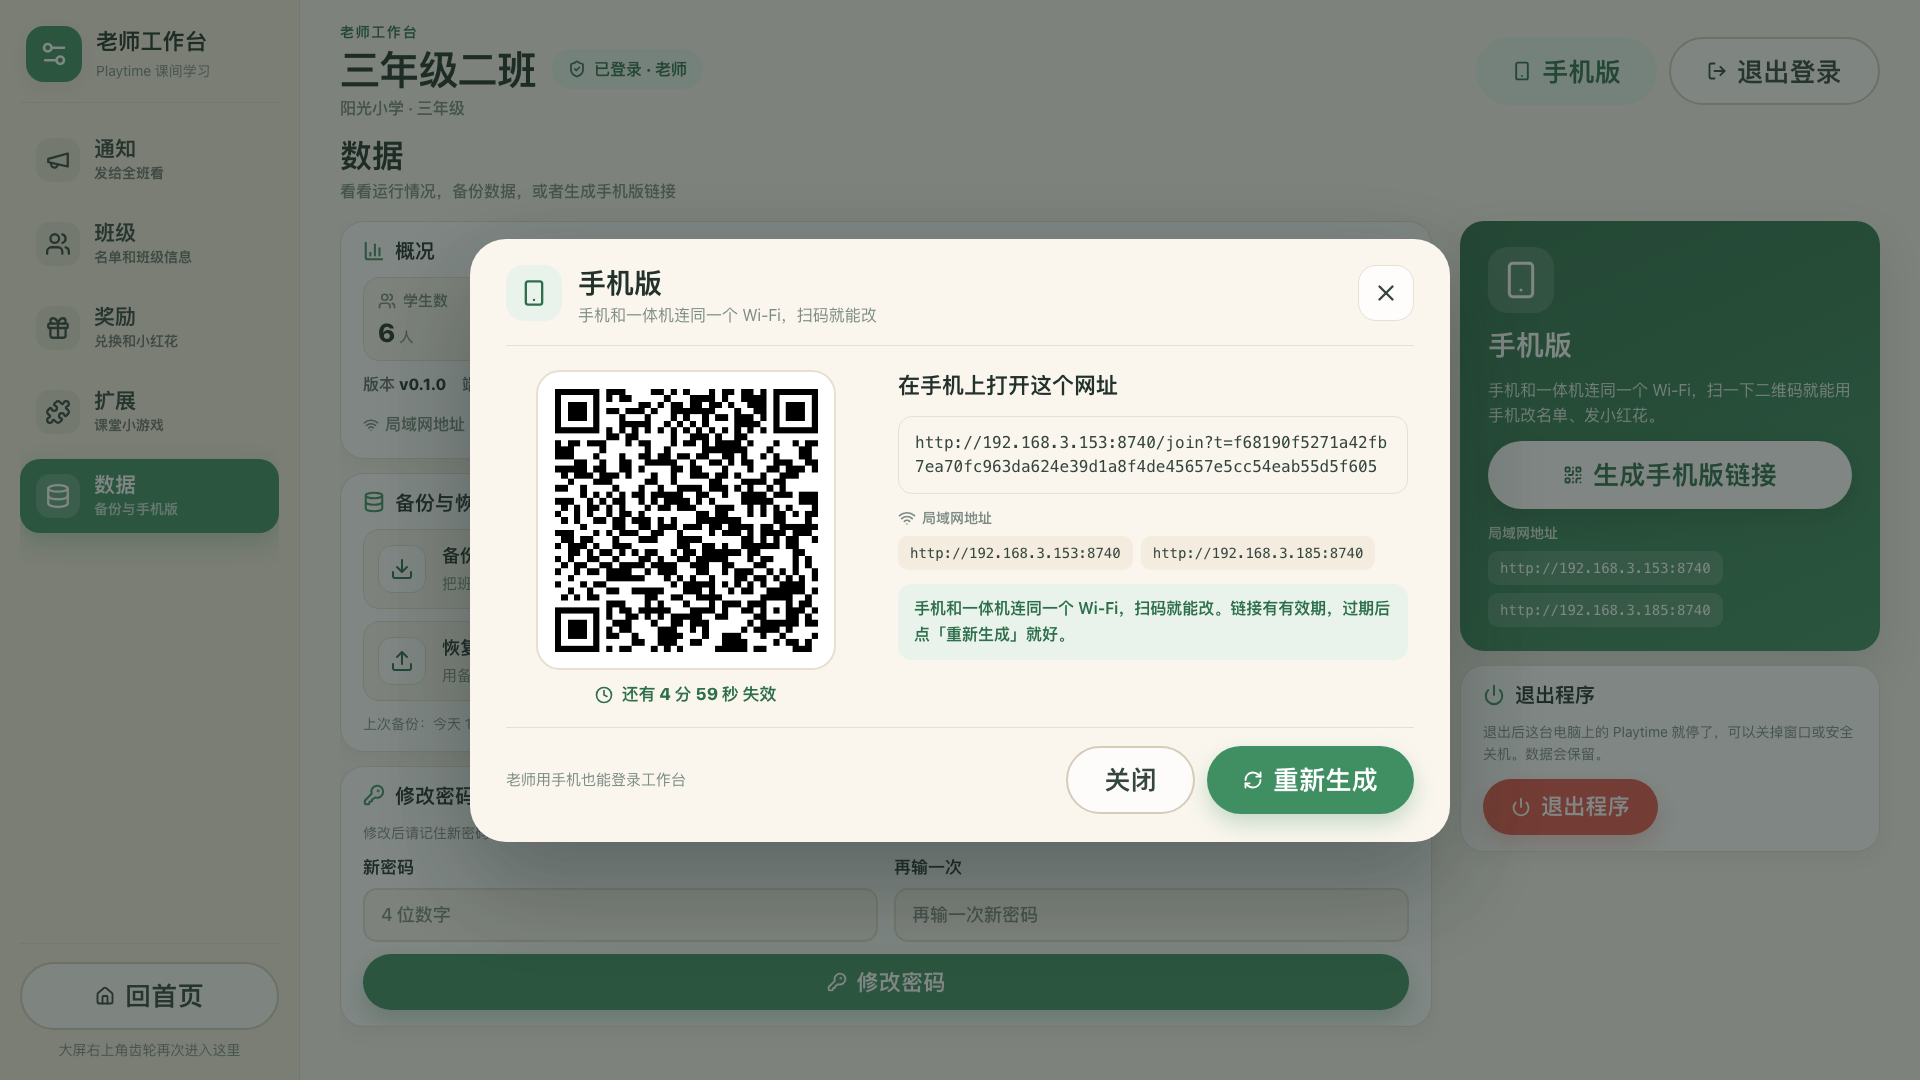 老师工作台
Playtime 课间学习
通知
发给全班看
班级
名单和班级信息
奖励
兑换和小红花
扩展
课堂小游戏
数据
备份与手机版
回首页
大屏右上角齿轮再次进入这里
老师工作台
三年级二班
已登录 · 老师
阳光小学 · 三年级
手机版
退出登录
数据
看看运行情况，备份数据，或者生成手机版链接
概况
学生数
6 人
版本 v0.1.0
局域网地址
备份与恢
备份
把班
恢复
用备
上次备份：今天 1
修改密码
修改后请记住新密码
新密码
4 位数字
再输一次
再输一次新密码
修改密码
手机版
手机和一体机连同一个 Wi-Fi，扫码就能改
还有 4 分 59 秒 失效
在手机上打开这个网址
http://192.168.3.153:8740/join?t=f68190f5271a42fb
7ea70fc963da624e39d1a8f4de45657e5cc54eab55d5f605
局域网地址
http://192.168.3.153:8740
http://192.168.3.185:8740
手机和一体机连同一个 Wi-Fi，扫码就能改。链接有有效期，过期后
点「重新生成」就好。
老师用手机也能登录工作台
关闭
重新生成
手机版
手机和一体机连同一个 Wi-Fi，扫一下二维码就能用
手机改名单、发小红花。
生成手机版链接
局域网地址
http://192.168.3.153:8740
http://192.168.3.185:8740
退出程序
退出后这台电脑上的 Playtime 就停了，可以关掉窗口或安全
关机。数据会保留。
退出程序